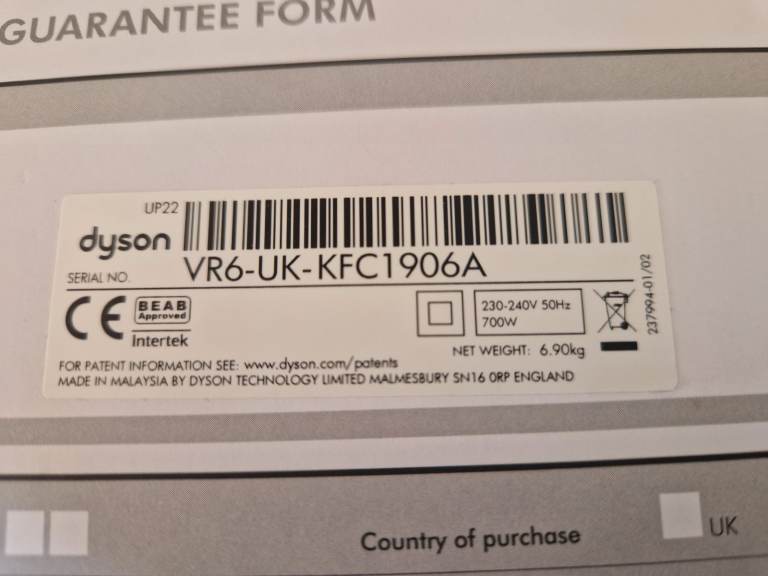 GUARANTEE FORM
UP22
dyson
SERIAL NO. VR6-UK-KFC1906A
CE BEAB
Approved
Intertek
230-240V 50Hz
700W
237994-01/02
NET WEIGHT: 6.90kg
FOR PATENT INFORMATION SEE: www.dyson.com/patents
MADE IN MALAYSIA BY DYSON TECHNOLOGY LIMITED MALMESBURY SN16 0RP ENGLAND
Country of purchase
UK